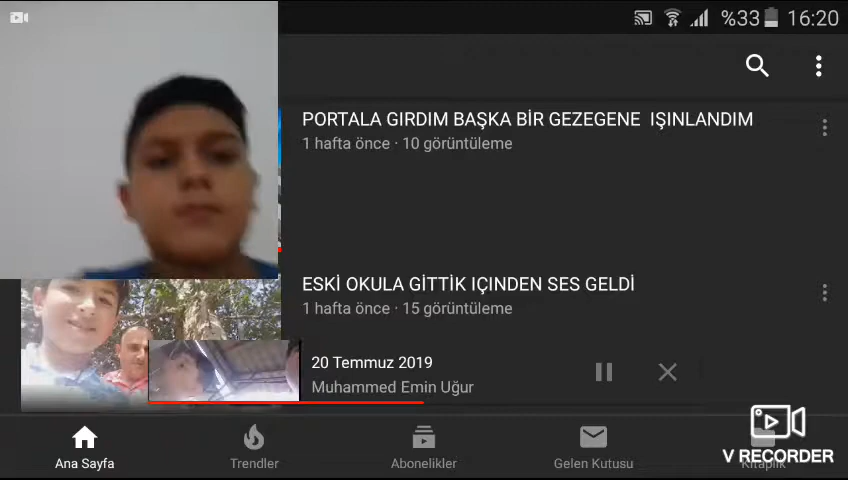 %33 16:20
PORTALA GIRDIM BAŞKA BİR GEZEGENE IŞINLANDIM
1 hafta önce · 10 görüntüleme
ESKİ OKULA GİTTİK IÇINDEN SES GELDİ
1 hafta önce · 15 görüntüleme
20 Temmuz 2019
Muhammed Emin Uğur
Ana Sayfa
Trendler
Abonelikler
Gelen Kutusu
Kitaplık
V RECORDER